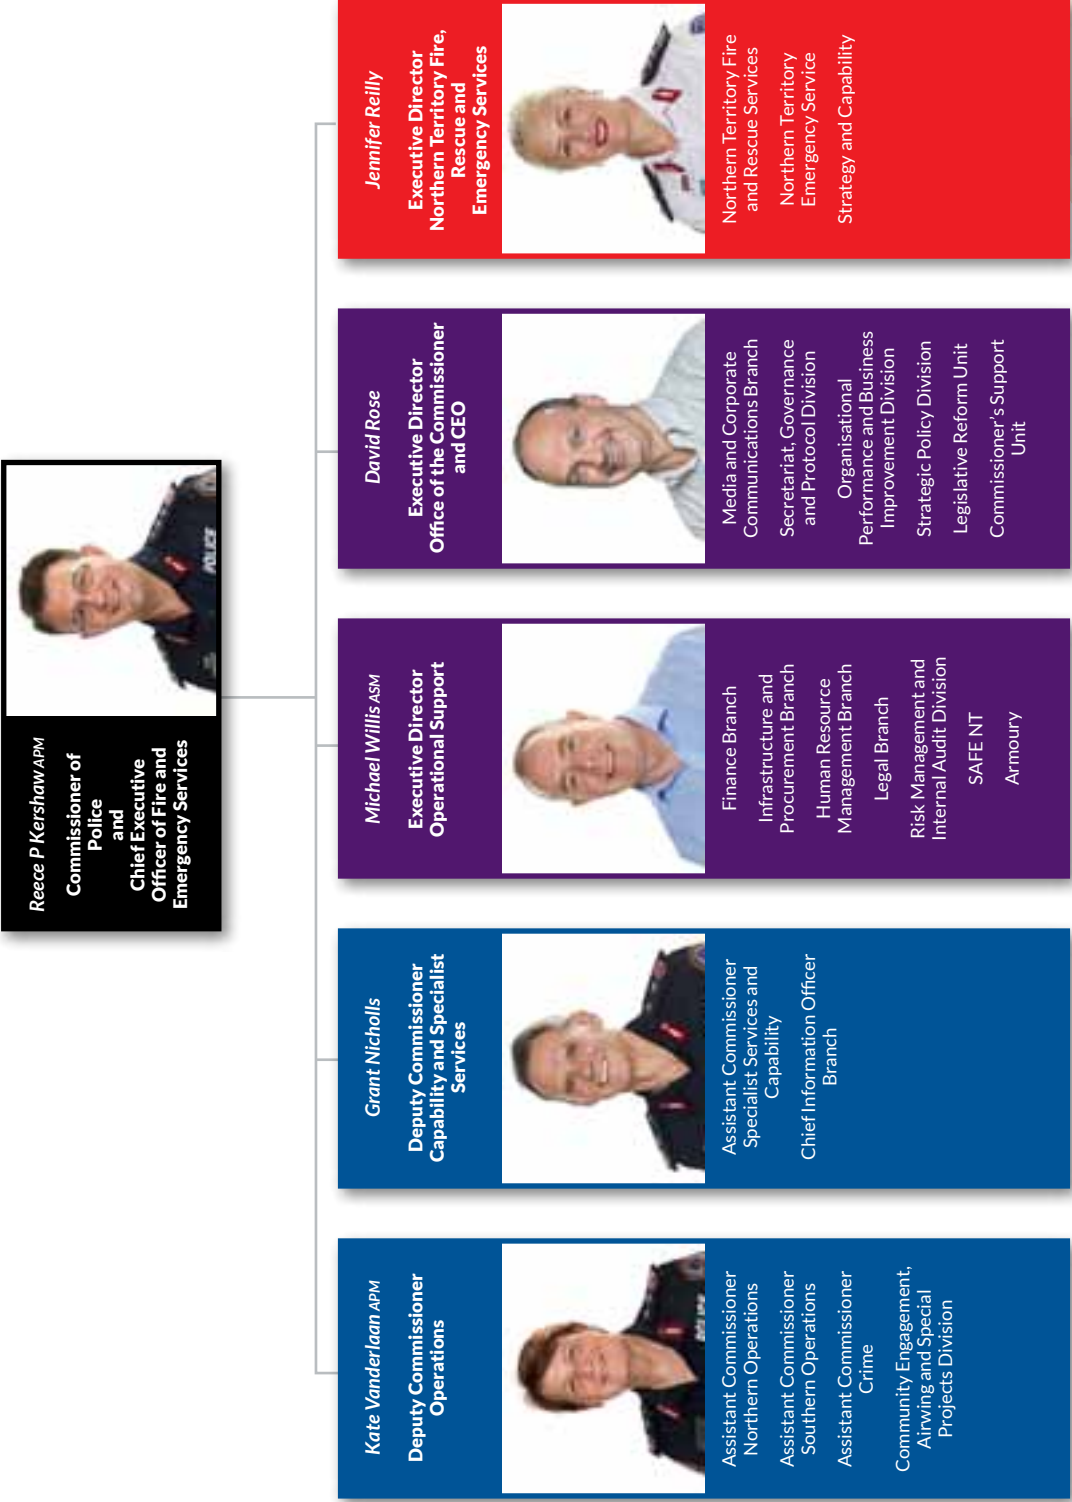 Reece P Kershaw APM
Commissioner of
Police
and
Chief Executive
Officer of Fire and
Emergency Services
POLICE
Kate Vanderlaan APM
Deputy Commissioner
Operations
Assistant Commissioner
Northern Operations
Assistant Commissioner
Southern Operations
Assistant Commissioner
Crime
Community Engagement,
Airwing and Special
Projects Division
Grant Nicholls
Deputy Commissioner
Capability and Specialist
Services
Assistant Commissioner
Specialist Services and
Capability
Chief Information Officer
Branch
Michael Willis ASM
Executive Director
Operational Support
Finance Branch
Infrastructure and
Procurement Branch
Human Resource
Management Branch
Legal Branch
Risk Management and
Internal Audit Division
SAFE NT
Armoury
David Rose
Executive Director
Office of the Commissioner
and CEO
Media and Corporate
Communications Branch
Secretariat, Governance
and Protocol Division
Organisational
Performance and Business
Improvement Division
Strategic Policy Division
Legislative Reform Unit
Commissioner's Support
Unit
Jennifer Reilly
Executive Director
Northern Territory Fire,
Rescue and
Emergency Services
Northern Territory Fire
and Rescue Services
Northern Territory
Emergency Service
Strategy and Capability